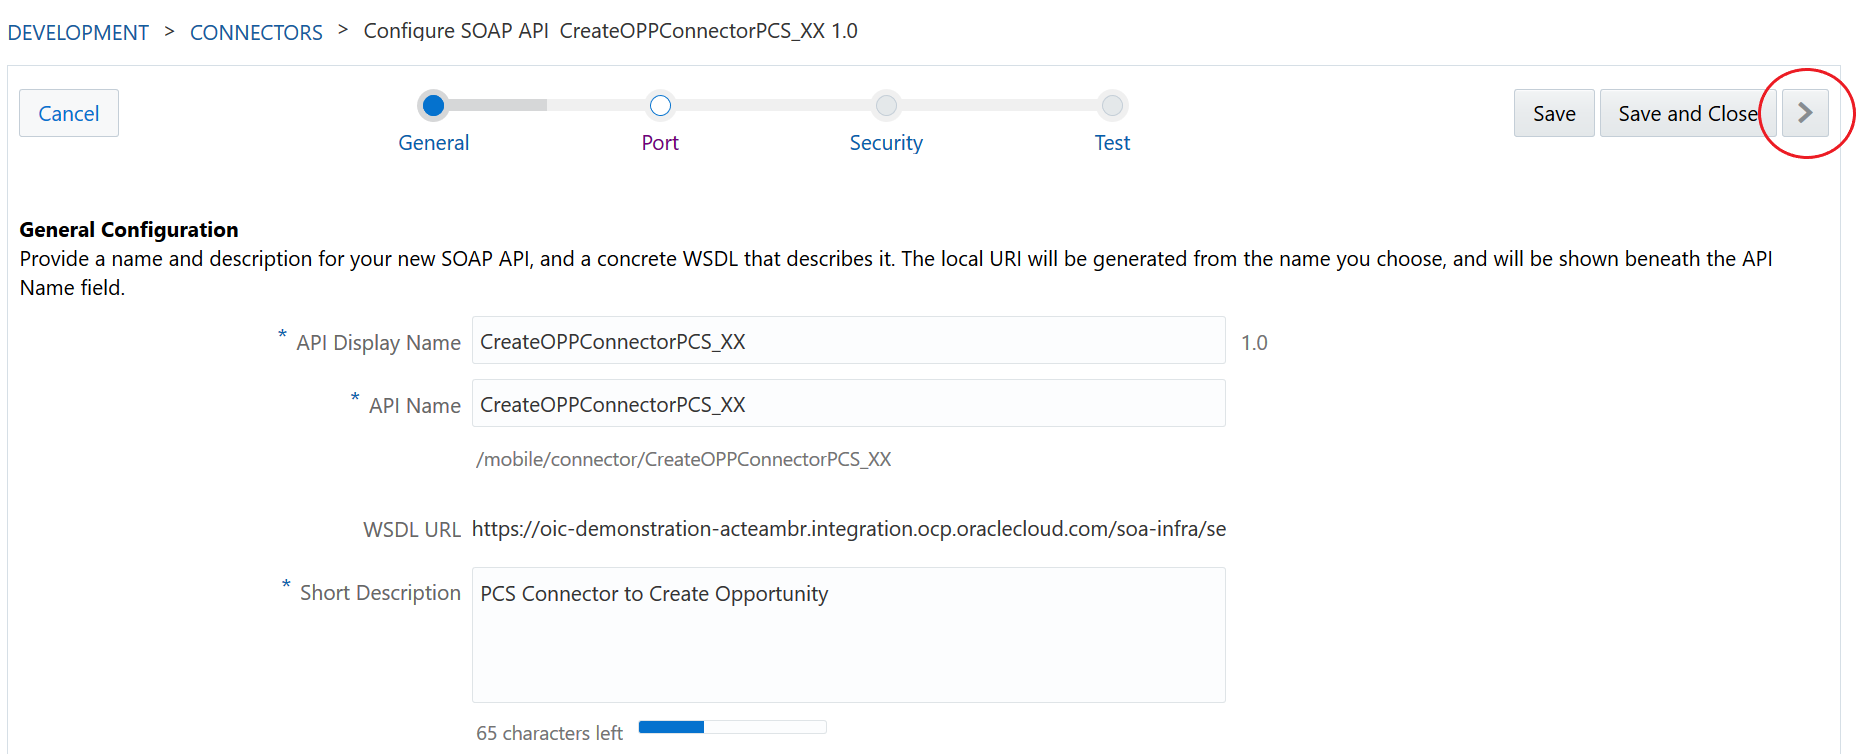 DEVELOPMENT > CONNECTORS > Configure SOAP API CreateOPPConnectorPCS_XX 1.0
Cancel
Save
Save and Close
General
Port
Security
Test
General Configuration
Provide a name and description for your new SOAP API, and a concrete WSDL that describes it. The local URI will be generated from the name you choose, and will be shown beneath the API
Name field.
* API Display Name CreateOPPConnectorPCS_XX 1.0
* API Name CreateOPPConnectorPCS_XX
/mobile/connector/CreateOPPConnectorPCS_XX
WSDL URL https://oic-demonstration-acteambr.integration.ocp.oraclecloud.com/soa-infra/se
* Short Description PCS Connector to Create Opportunity
65 characters left